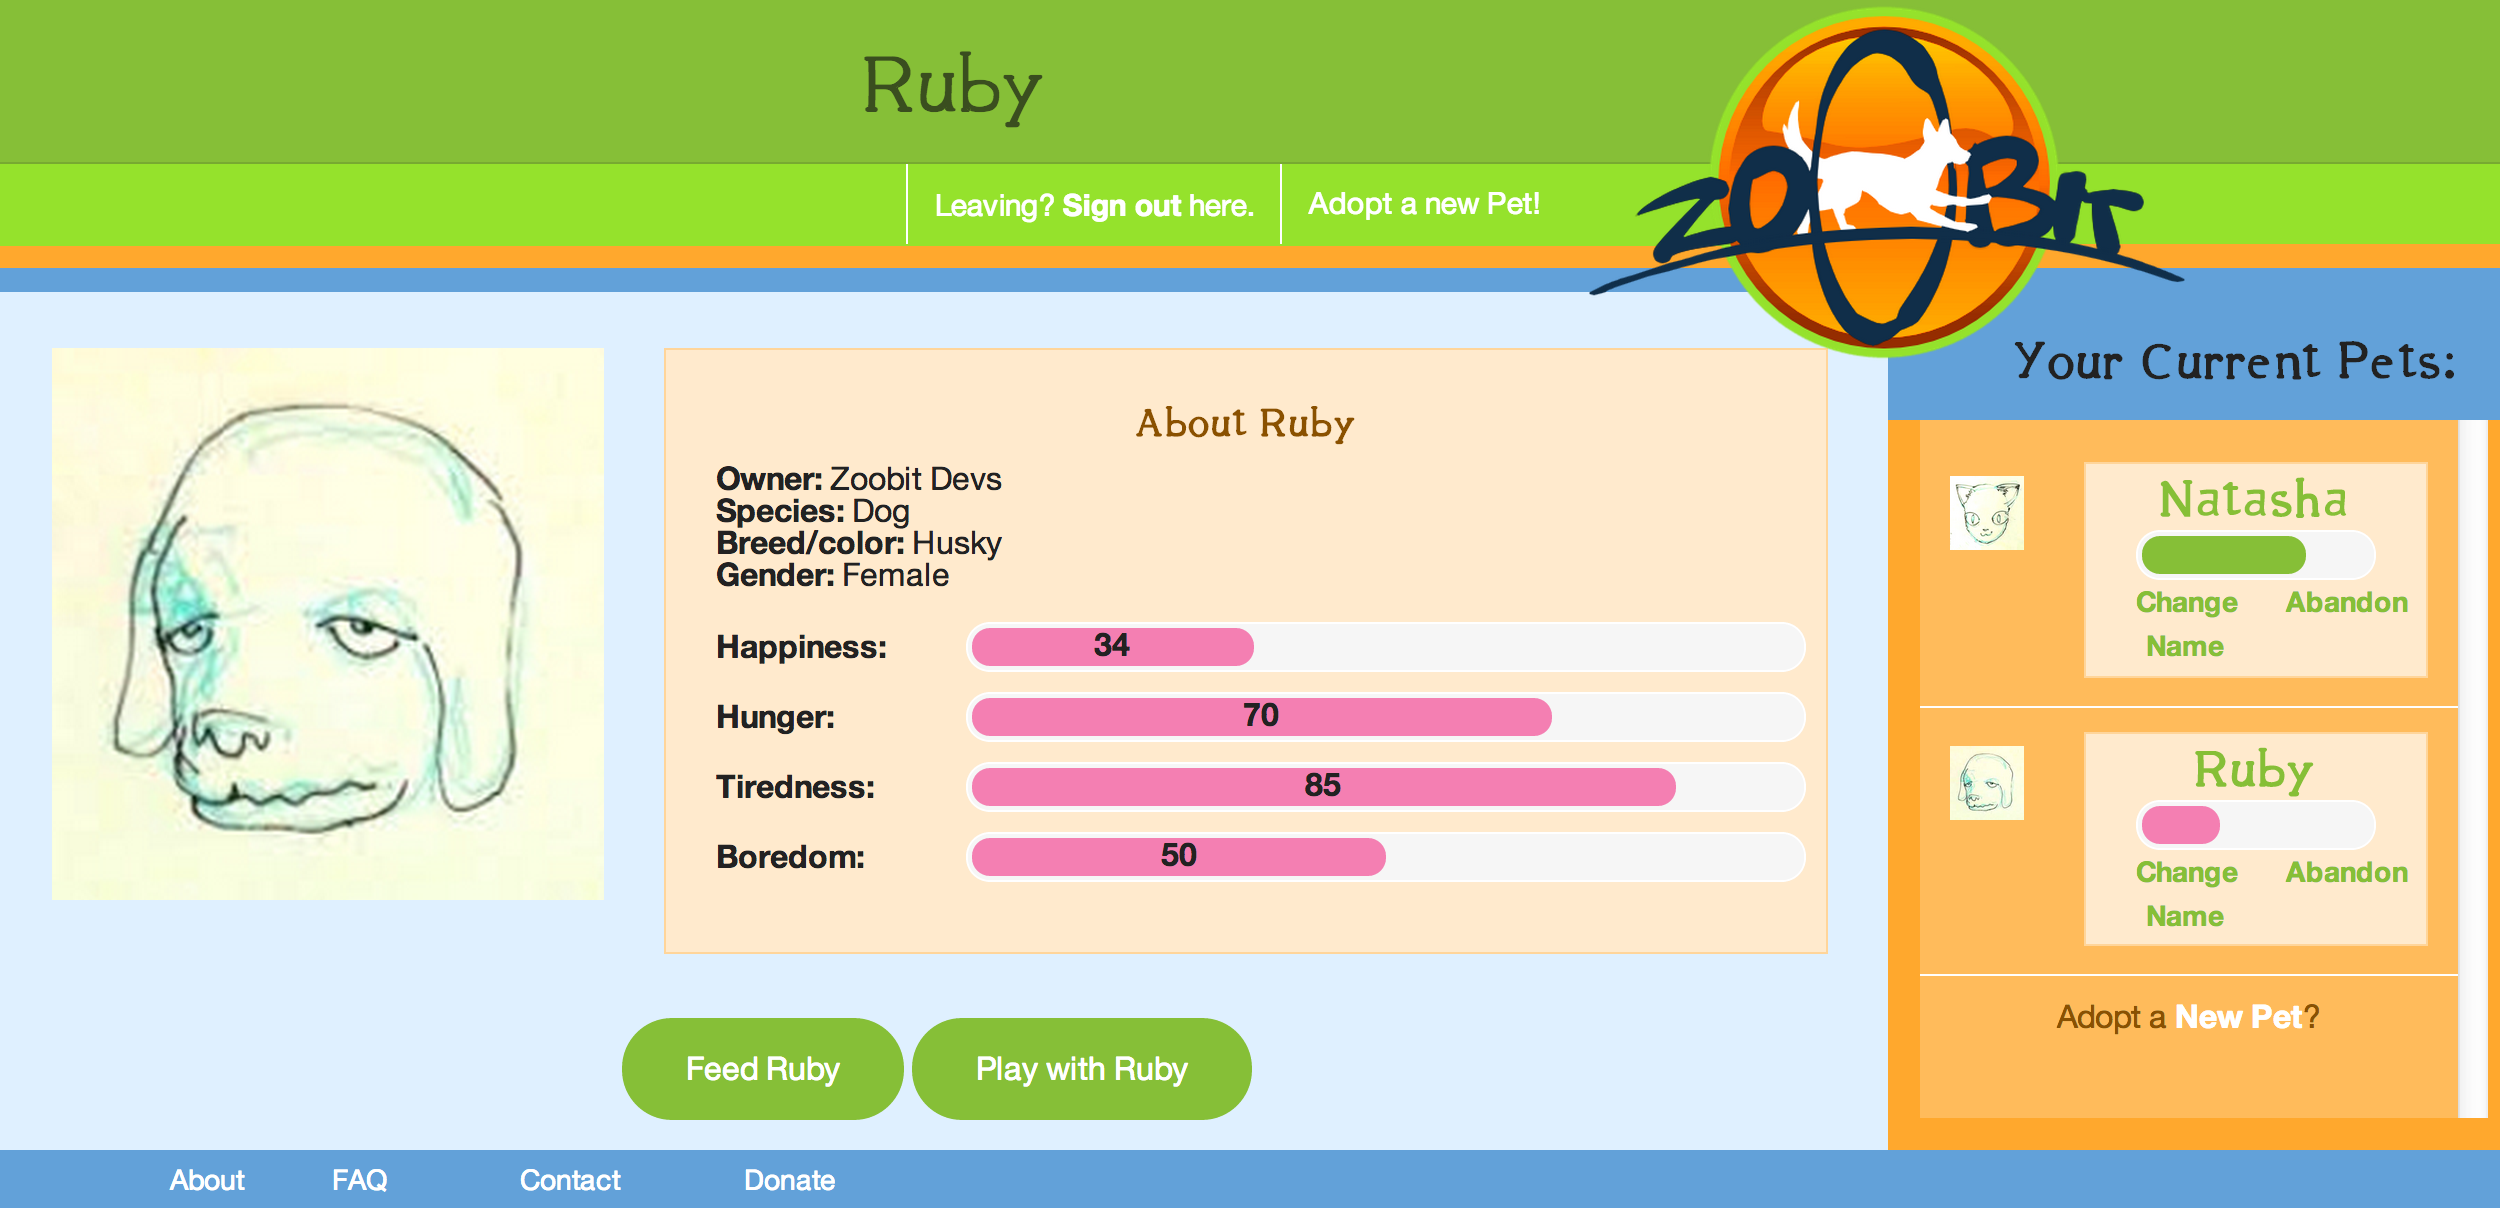 Ruby
ZOOBIT
Leaving? Sign out here.
Adopt a new Pet!
About Ruby
Owner: Zoobit Devs
Species: Dog
Breed/color: Husky
Gender: Female
Happiness: 34
Hunger: 70
Tiredness: 85
Boredom: 50
Feed Ruby
Play with Ruby
Your Current Pets:
Natasha
Change Name
Abandon
Ruby
Change Name
Abandon
Adopt a New Pet?
About
FAQ
Contact
Donate